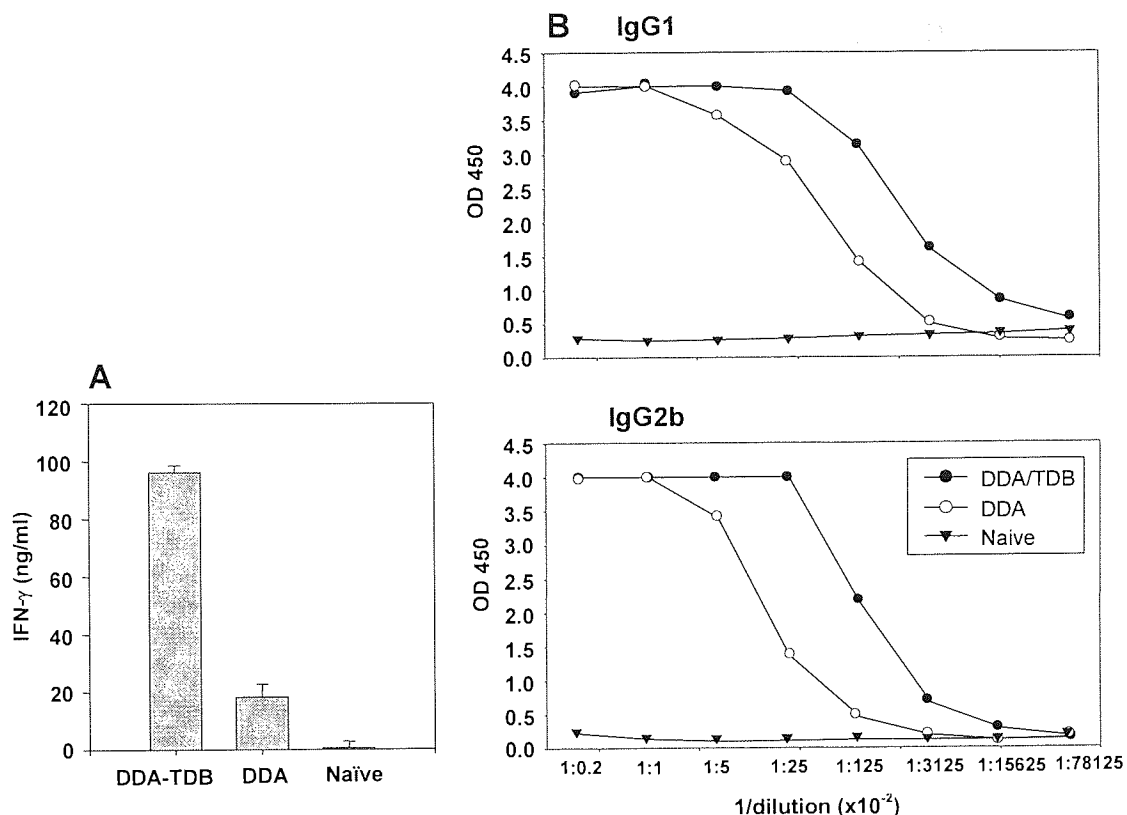 B IgG1
4.5
4.0
3.5
3.0
2.5
2.0
1.5
1.0
0.5
0.0
OD 450
A
120
100
80
60
40
20
0
IFN-γ (ng/ml)
DDA-TDB DDA Naïve
IgG2b
4.5
4.0
3.5
3.0
2.5
2.0
1.5
1.0
0.5
0.0
OD 450
DDA/TDB
DDA
Naive
1:0.2 1:1 1:5 1:25 1:125 1:3125 1:15625 1:78125
1/dilution (x10⁻²)